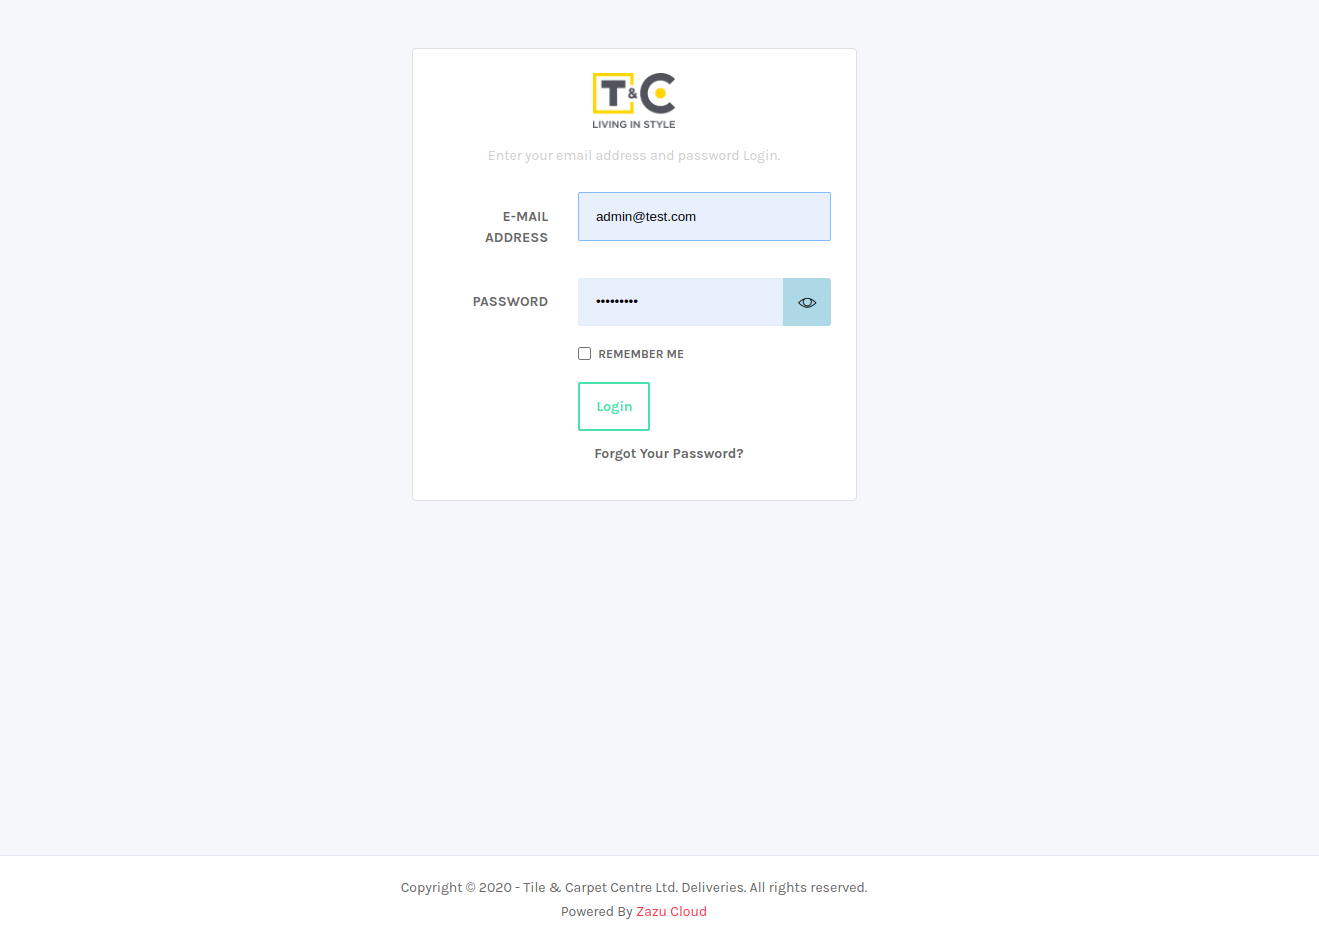 T&C
LIVING IN STYLE
Enter your email address and password Login.
E-MAIL
ADDRESS
admin@test.com
PASSWORD
•••••••••
REMEMBER ME
Login
Forgot Your Password?
Copyright © 2020 - Tile & Carpet Centre Ltd. Deliveries. All rights reserved.
Powered By Zazu Cloud